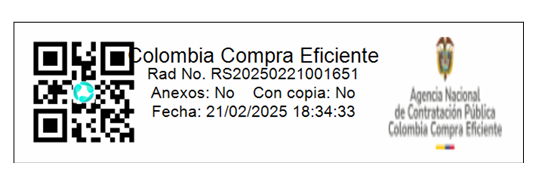 Colombia Compra Eficiente
Rad No. RS20250221001651
Anexos: No Con copia: No
Fecha: 21/02/2025 18:34:33
Agencia Nacional
de Contratación Pública
Colombia Compra Eficiente